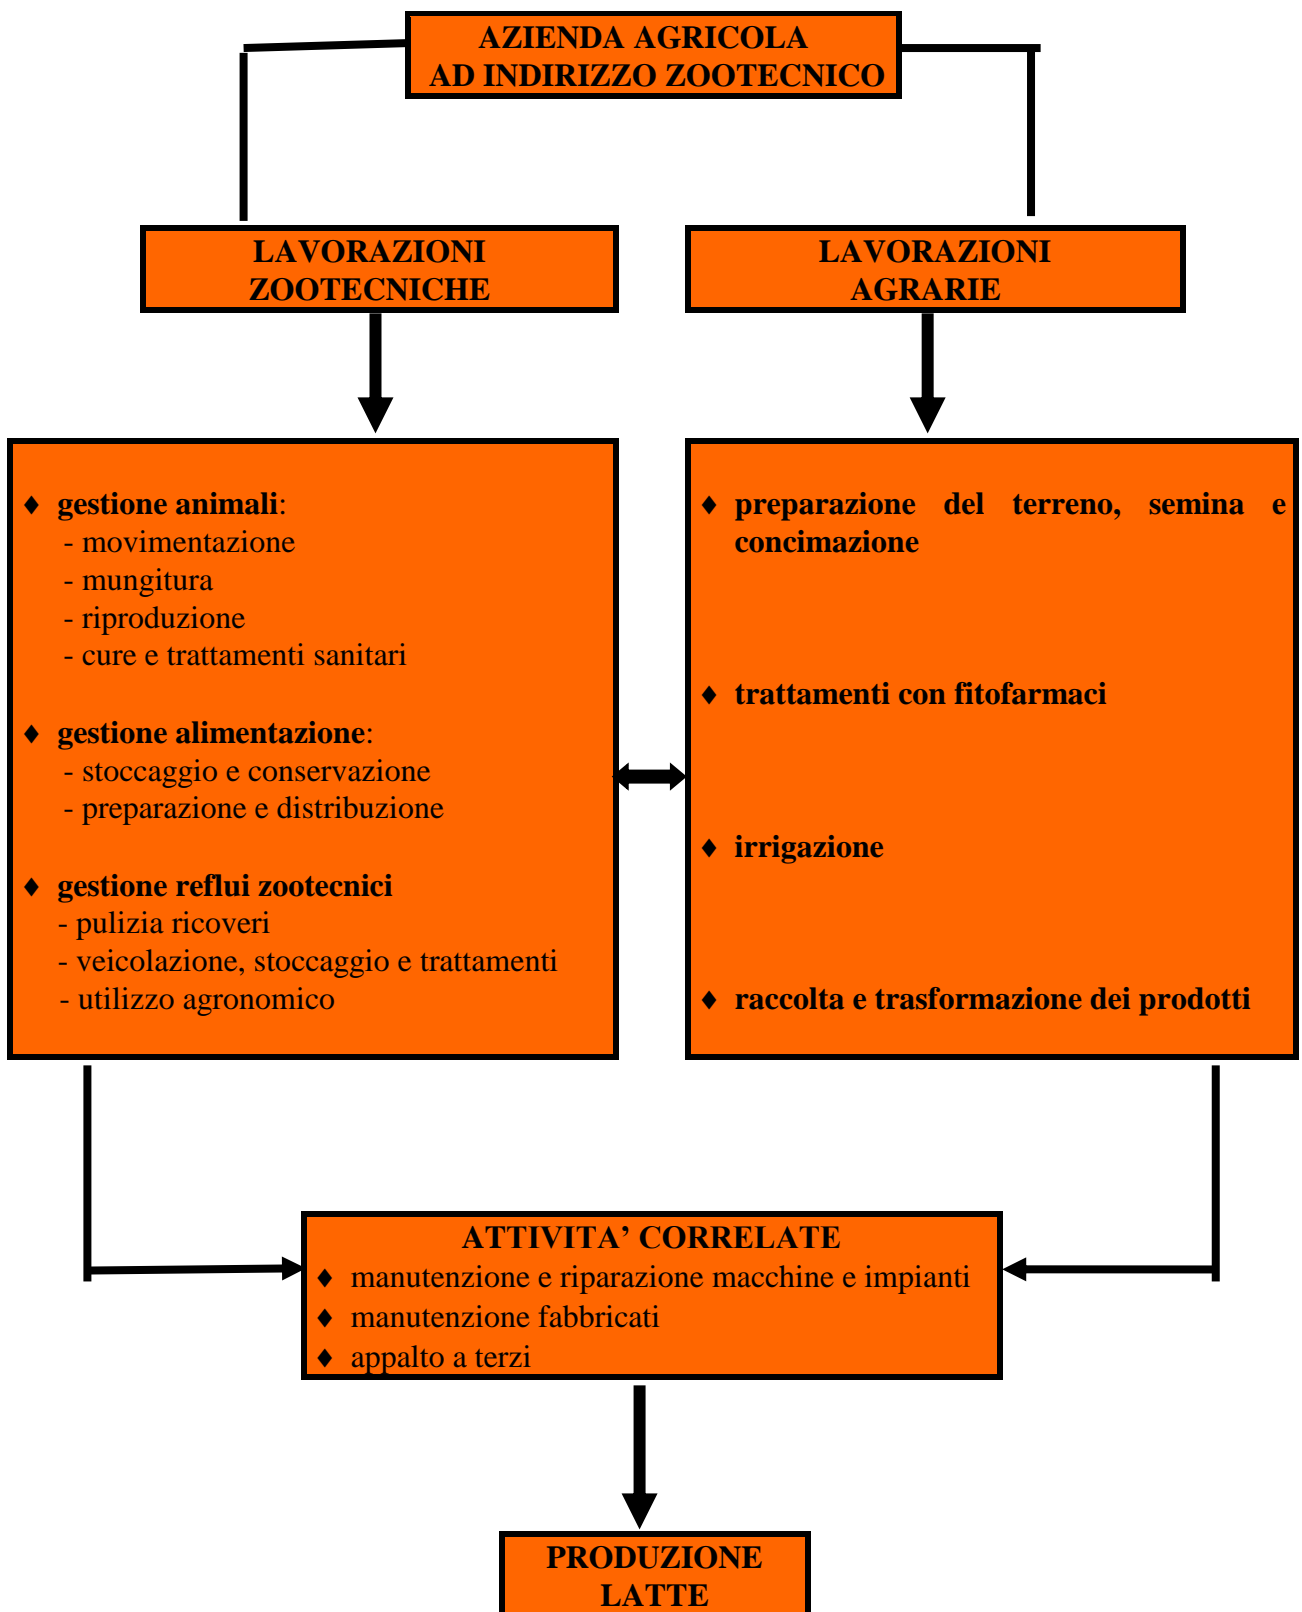 AZIENDA AGRICOLA
AD INDIRIZZO ZOOTECNICO
LAVORAZIONI
ZOOTECNICHE
LAVORAZIONI
AGRARIE
♦ gestione animali:
- movimentazione
- mungitura
- riproduzione
- cure e trattamenti sanitari
♦ gestione alimentazione:
- stoccaggio e conservazione
- preparazione e distribuzione
♦ gestione reflui zootecnici
- pulizia ricoveri
- veicolazione, stoccaggio e trattamenti
- utilizzo agronomico
♦ preparazione del terreno, semina e
concimazione
♦ trattamenti con fitofarmaci
♦ irrigazione
♦ raccolta e trasformazione dei prodotti
ATTIVITA’ CORRELATE
♦ manutenzione e riparazione macchine e impianti
♦ manutenzione fabbricati
♦ appalto a terzi
PRODUZIONE
LATTE